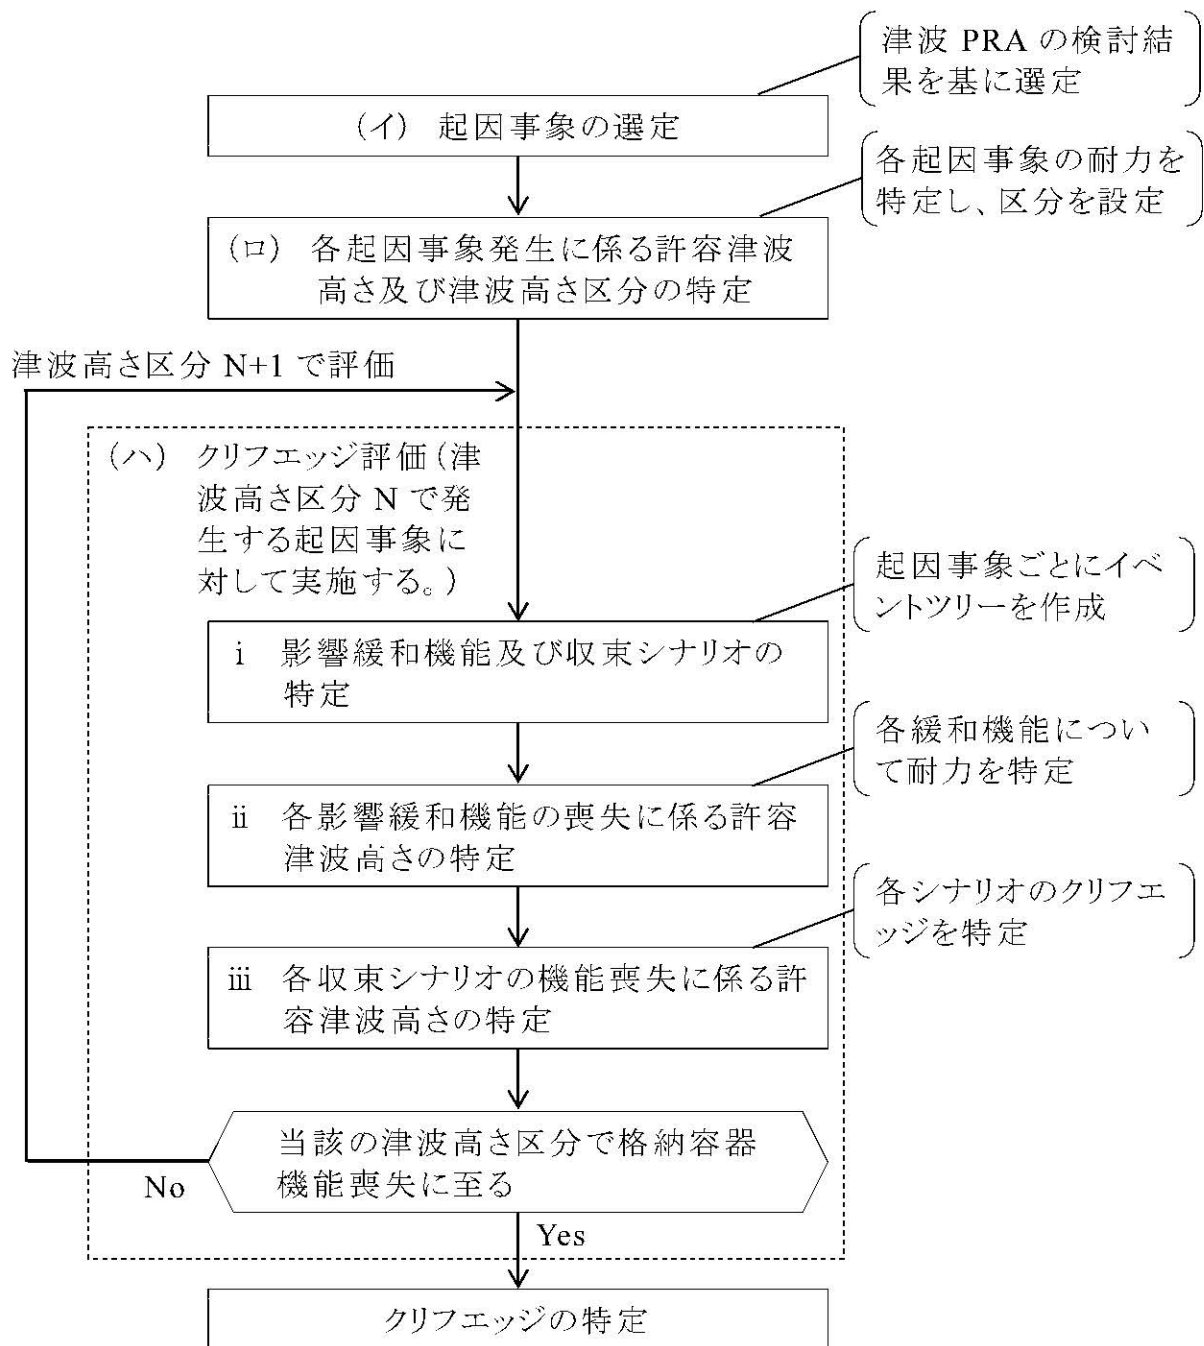 津波 PRA の検討結
果を基に選定
(イ) 起因事象の選定
各起因事象の耐力を
特定し、区分を設定
(ロ) 各起因事象発生に係る許容津波
高さ及び津波高さ区分の特定
津波高さ区分 N+1 で評価
(ハ) クリフエッジ評価(津
波高さ区分 N で発
生する起因事象に
対して実施する。)
起因事象ごとにイベ
ントツリーを作成
i 影響緩和機能及び収束シナリオの
特定
各緩和機能につい
て耐力を特定
ii 各影響緩和機能の喪失に係る許容
津波高さの特定
各シナリオのクリフエ
ッジを特定
iii 各収束シナリオの機能喪失に係る許
容津波高さの特定
当該の津波高さ区分で格納容器
機能喪失に至る
No
Yes
クリフエッジの特定